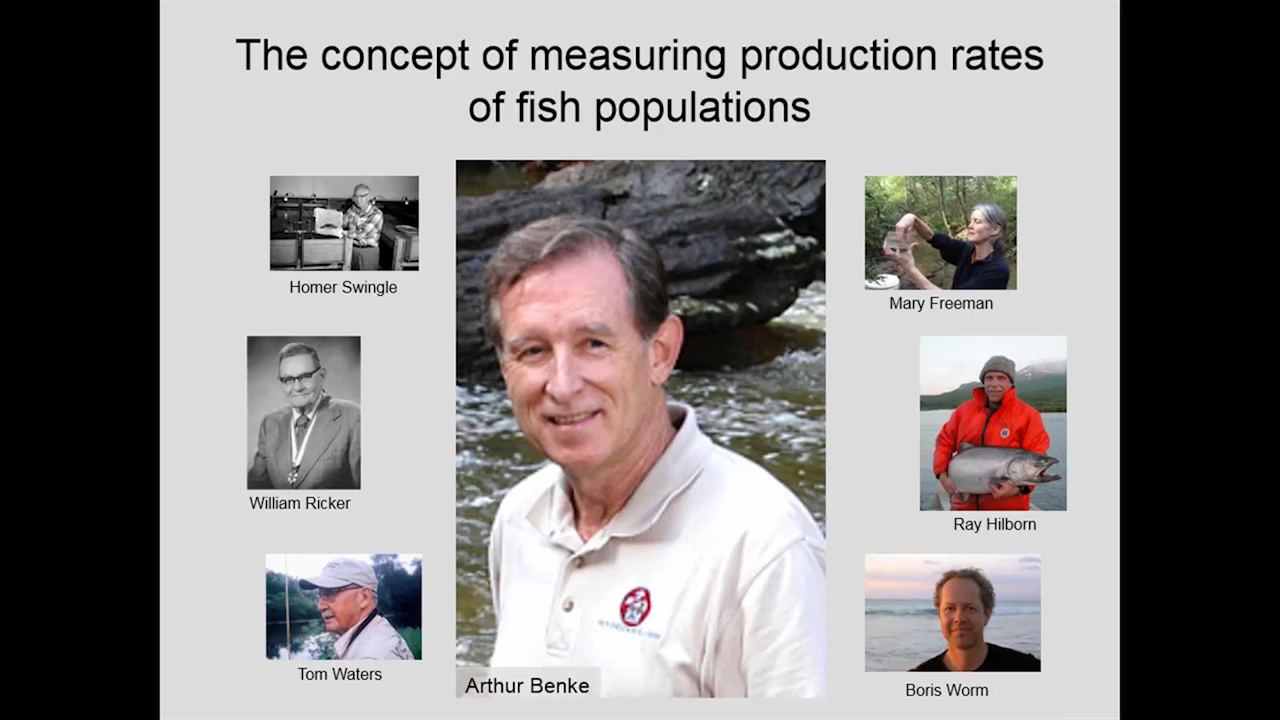 The concept of measuring production rates
of fish populations
Homer Swingle
William Ricker
Tom Waters
Arthur Benke
Mary Freeman
Ray Hilborn
Boris Worm